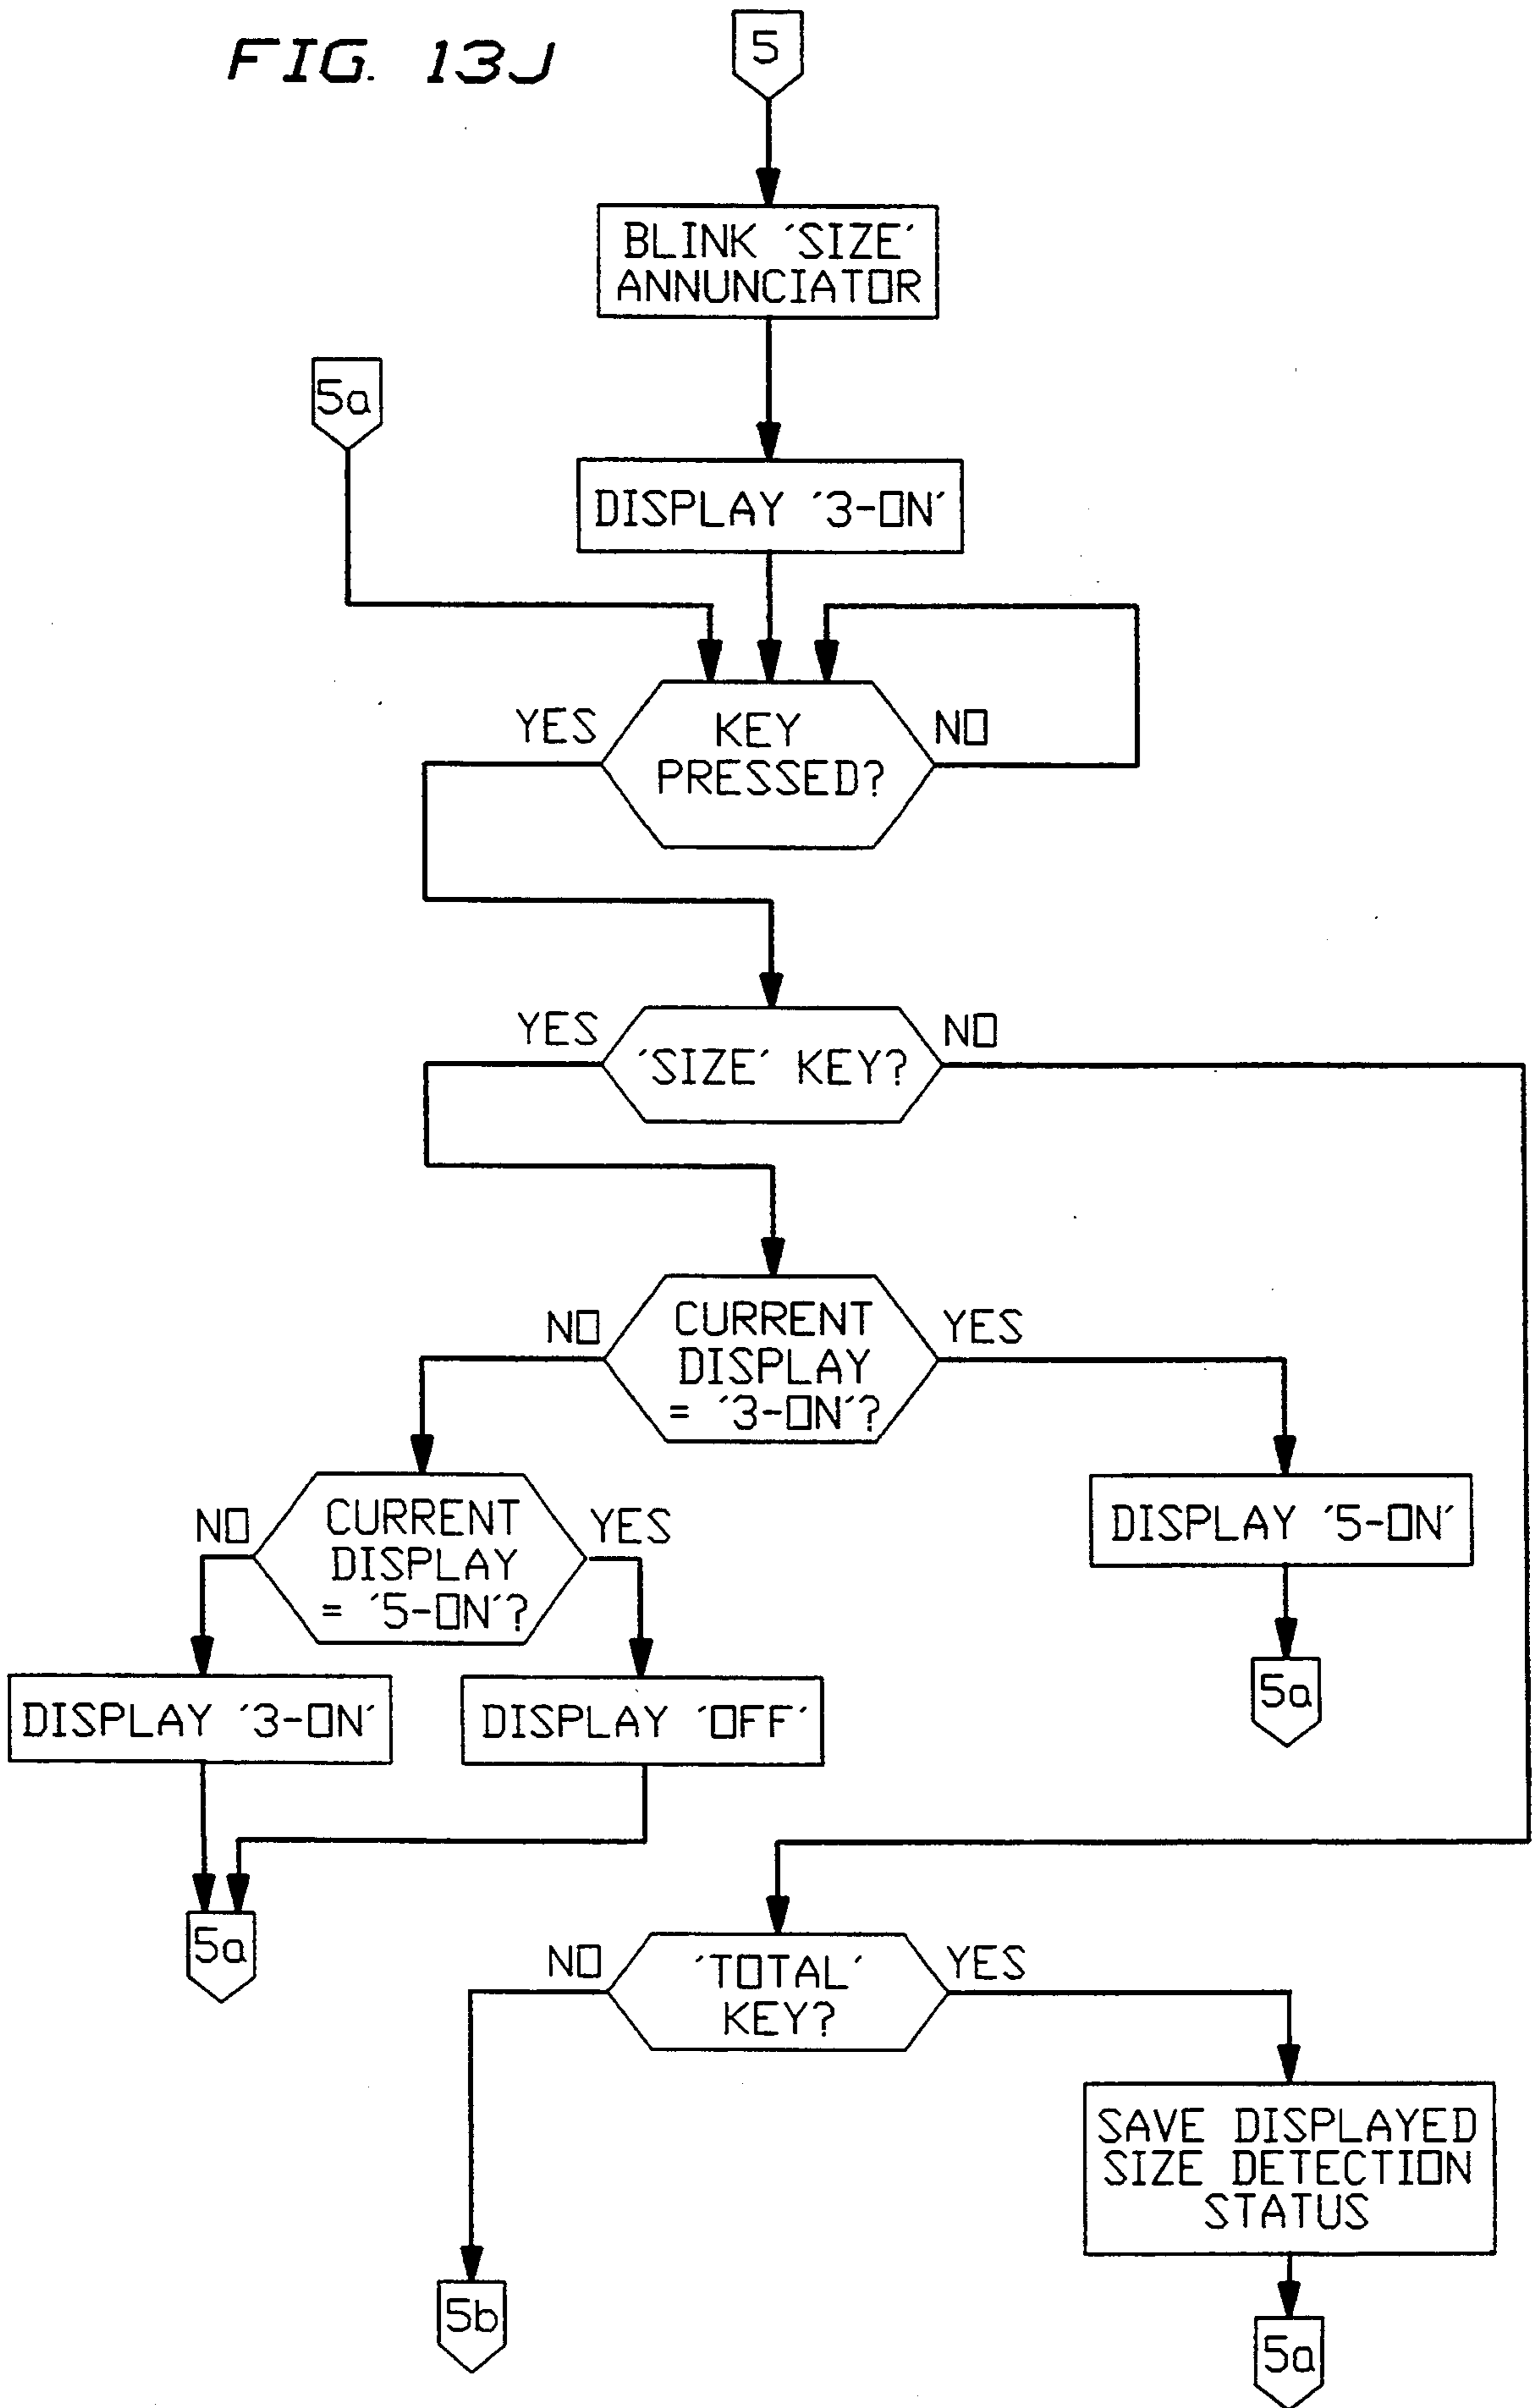 FIG. 13J
5
BLINK 'SIZE'
ANNUNCIATOR
5a
DISPLAY '3-ON'
YES
KEY
PRESSED?
NO
YES
'SIZE' KEY?
NO
NO
CURRENT
DISPLAY
= '3-ON'?
YES
NO
CURRENT
DISPLAY
= '5-ON'?
YES
DISPLAY '5-ON'
5a
DISPLAY '3-ON'
DISPLAY 'OFF'
5a
NO
'TOTAL'
KEY?
YES
SAVE DISPLAYED
SIZE DETECTION
STATUS
5b
5a